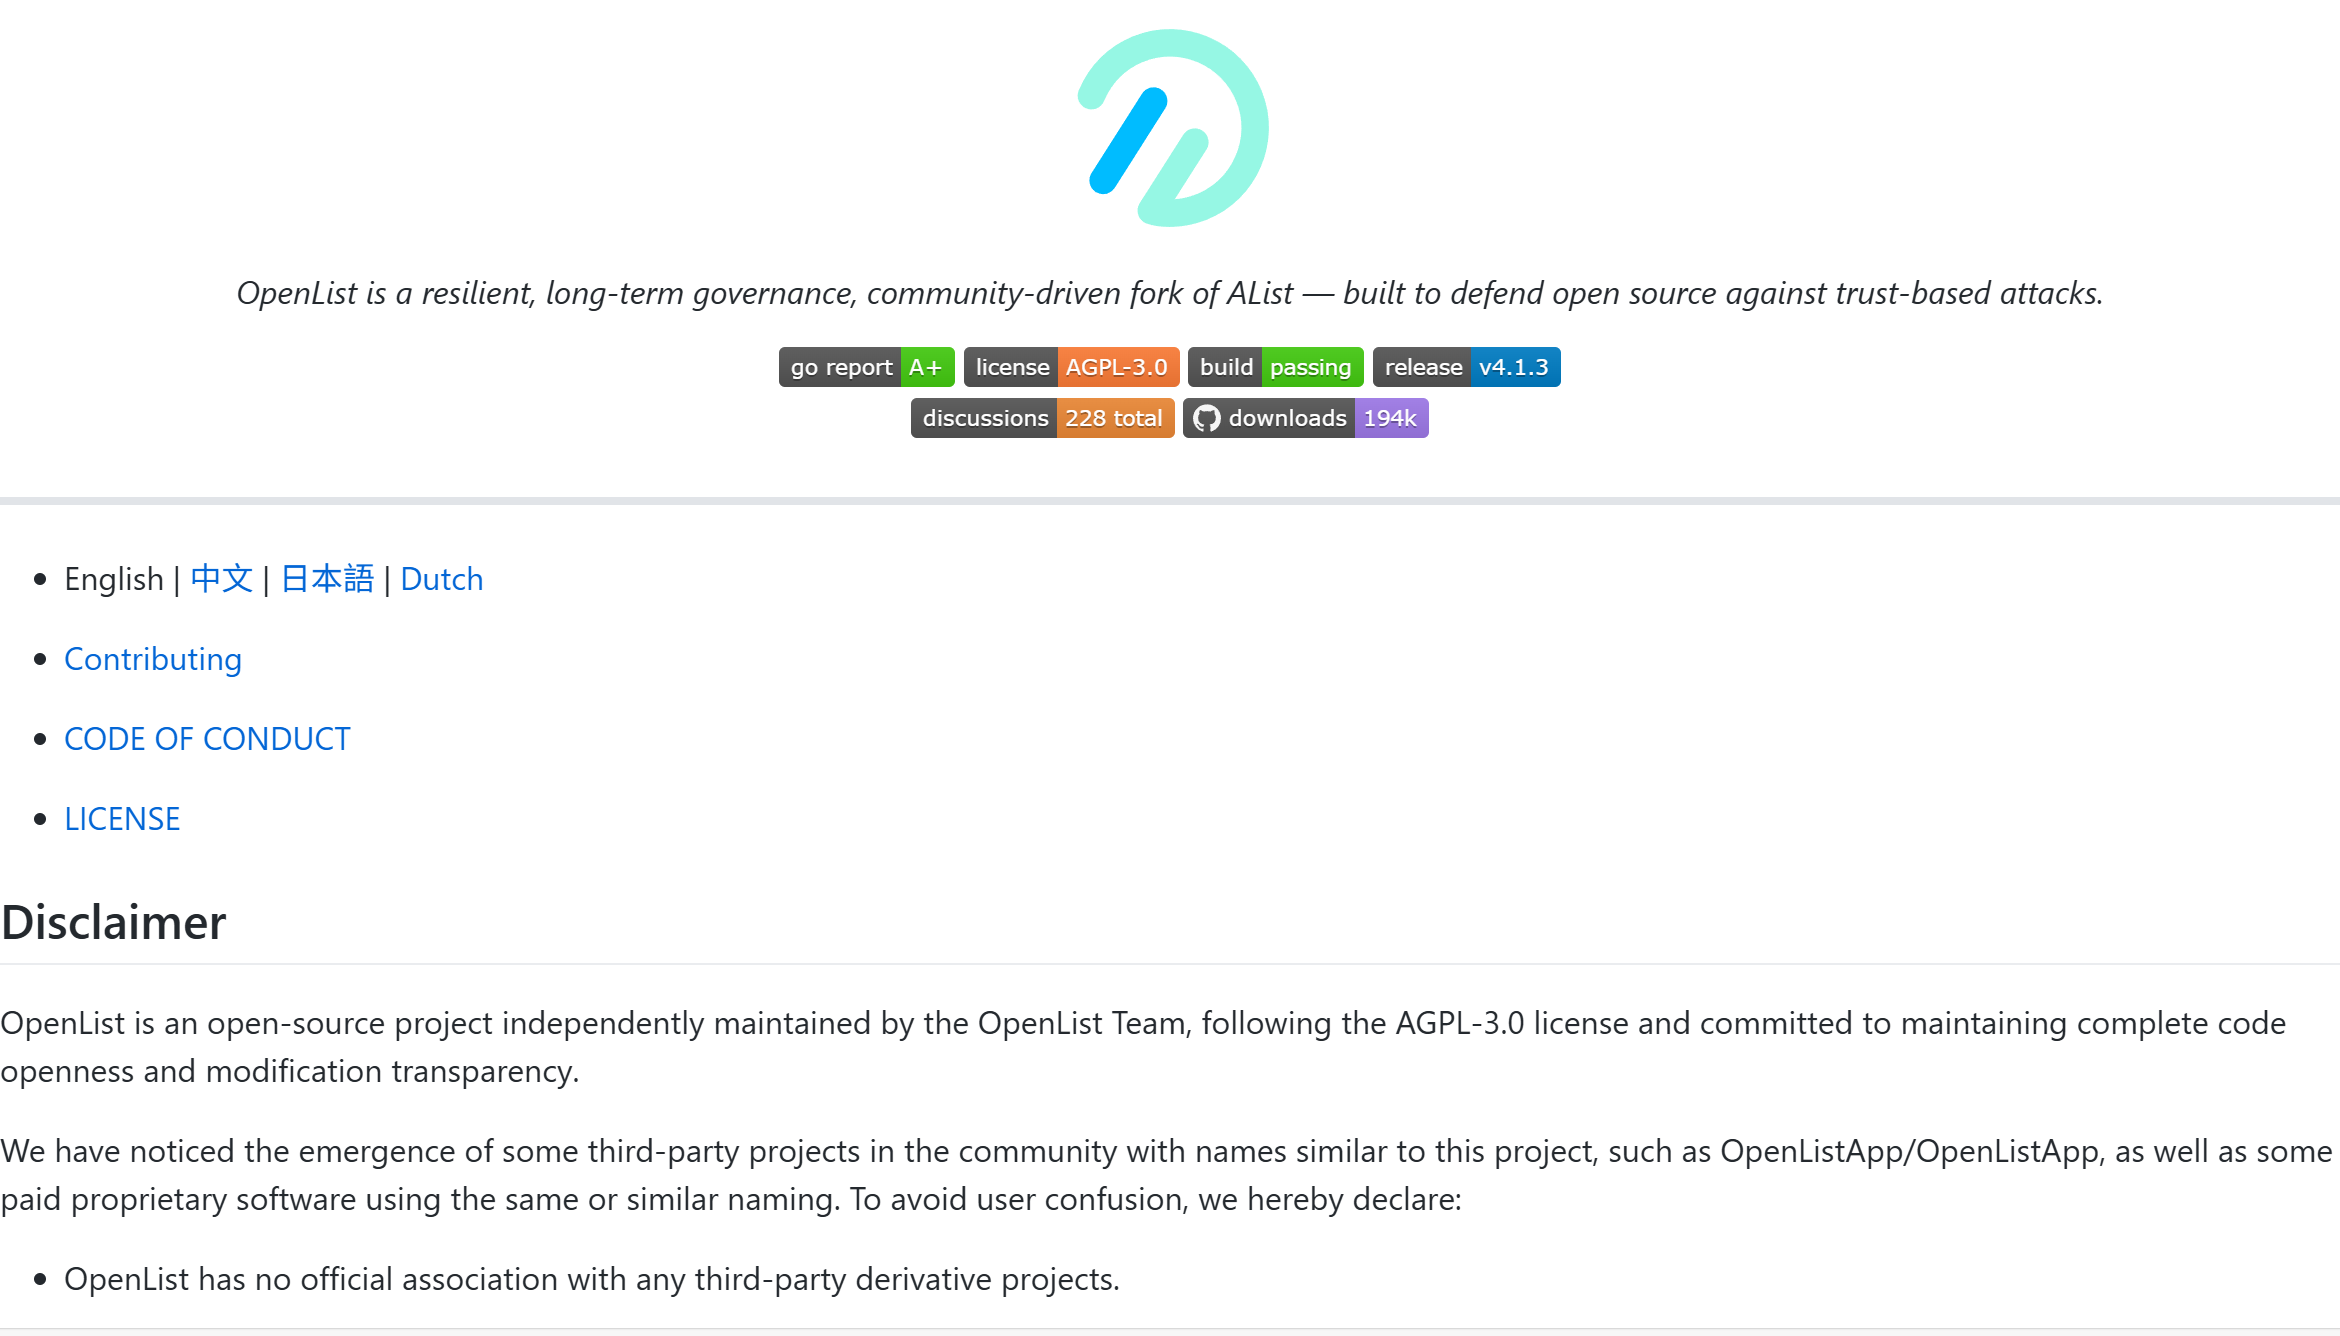 OpenList is a resilient, long-term governance, community-driven fork of AList — built to defend open source against trust-based attacks.
go report A+ license AGPL-3.0 build passing release v4.1.3
discussions 228 total downloads 194k
English | 中文 | 日本語 | Dutch
Contributing
CODE OF CONDUCT
LICENSE
Disclaimer
OpenList is an open-source project independently maintained by the OpenList Team, following the AGPL-3.0 license and committed to maintaining complete code
openness and modification transparency.
We have noticed the emergence of some third-party projects in the community with names similar to this project, such as OpenListApp/OpenListApp, as well as some
paid proprietary software using the same or similar naming. To avoid user confusion, we hereby declare:
OpenList has no official association with any third-party derivative projects.